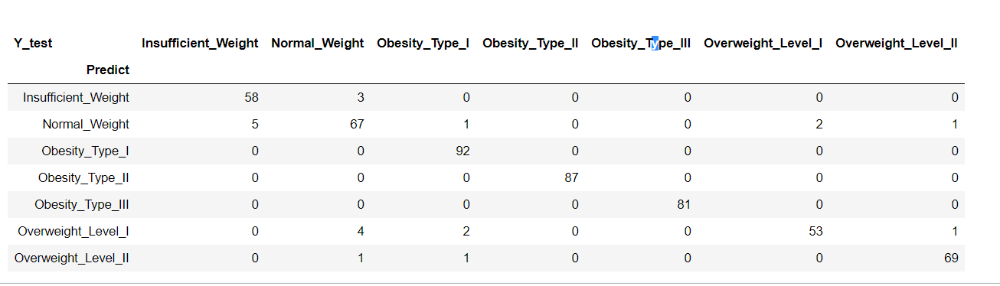 Y_test Insufficient_Weight Normal_Weight Obesity_Type_I Obesity_Type_II Obesity_Type_III Overweight_Level_I Overweight_Level_II
Predict
Insufficient_Weight 58 3 0 0 0 0 0
Normal_Weight 5 67 1 0 0 2 1
Obesity_Type_I 0 0 92 0 0 0 0
Obesity_Type_II 0 0 0 87 0 0 0
Obesity_Type_III 0 0 0 0 81 0 0
Overweight_Level_I 0 4 2 0 0 53 1
Overweight_Level_II 0 1 1 0 0 0 69